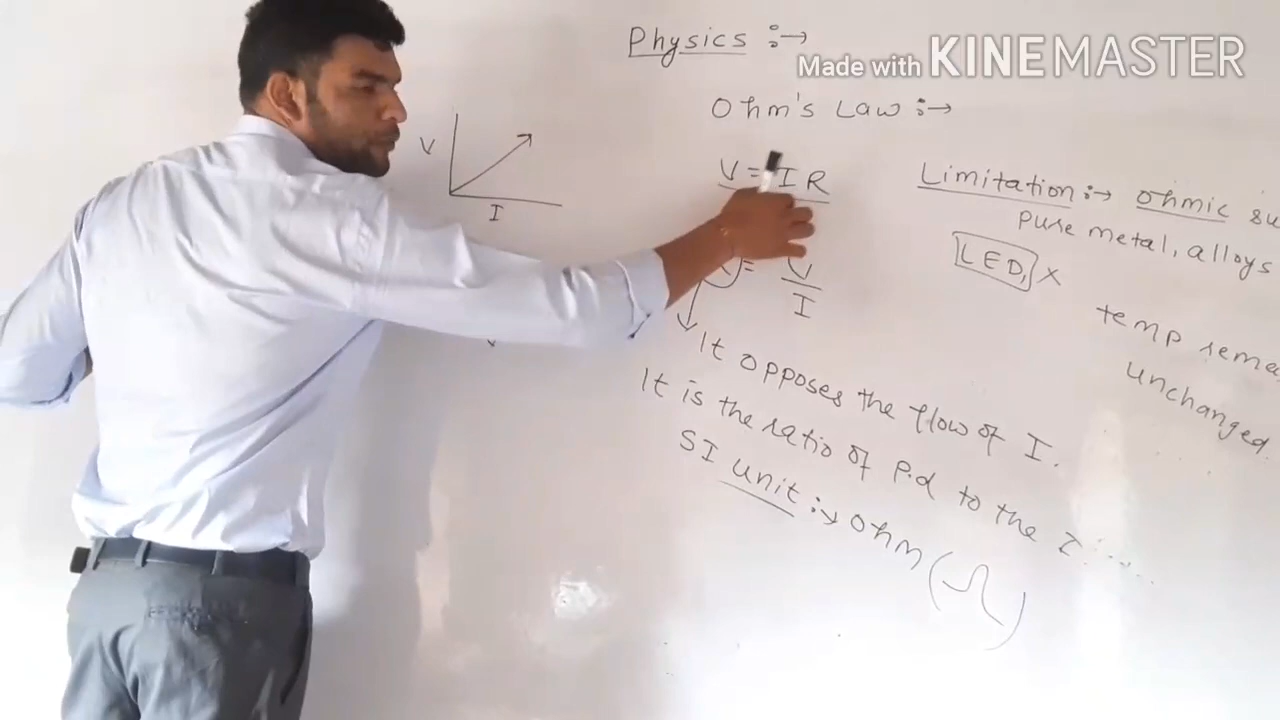 Physics :→
Made with KINEMASTER
Ohm's Law :→
V
I
V = IR
= V
I
Limitation :→ ohmic
pure metal, alloys
LED, X
temp
unchanged.
It opposes the flow of I.
It is the ratio of P.d to the I .....
SI unit :→ ohm (Ω)